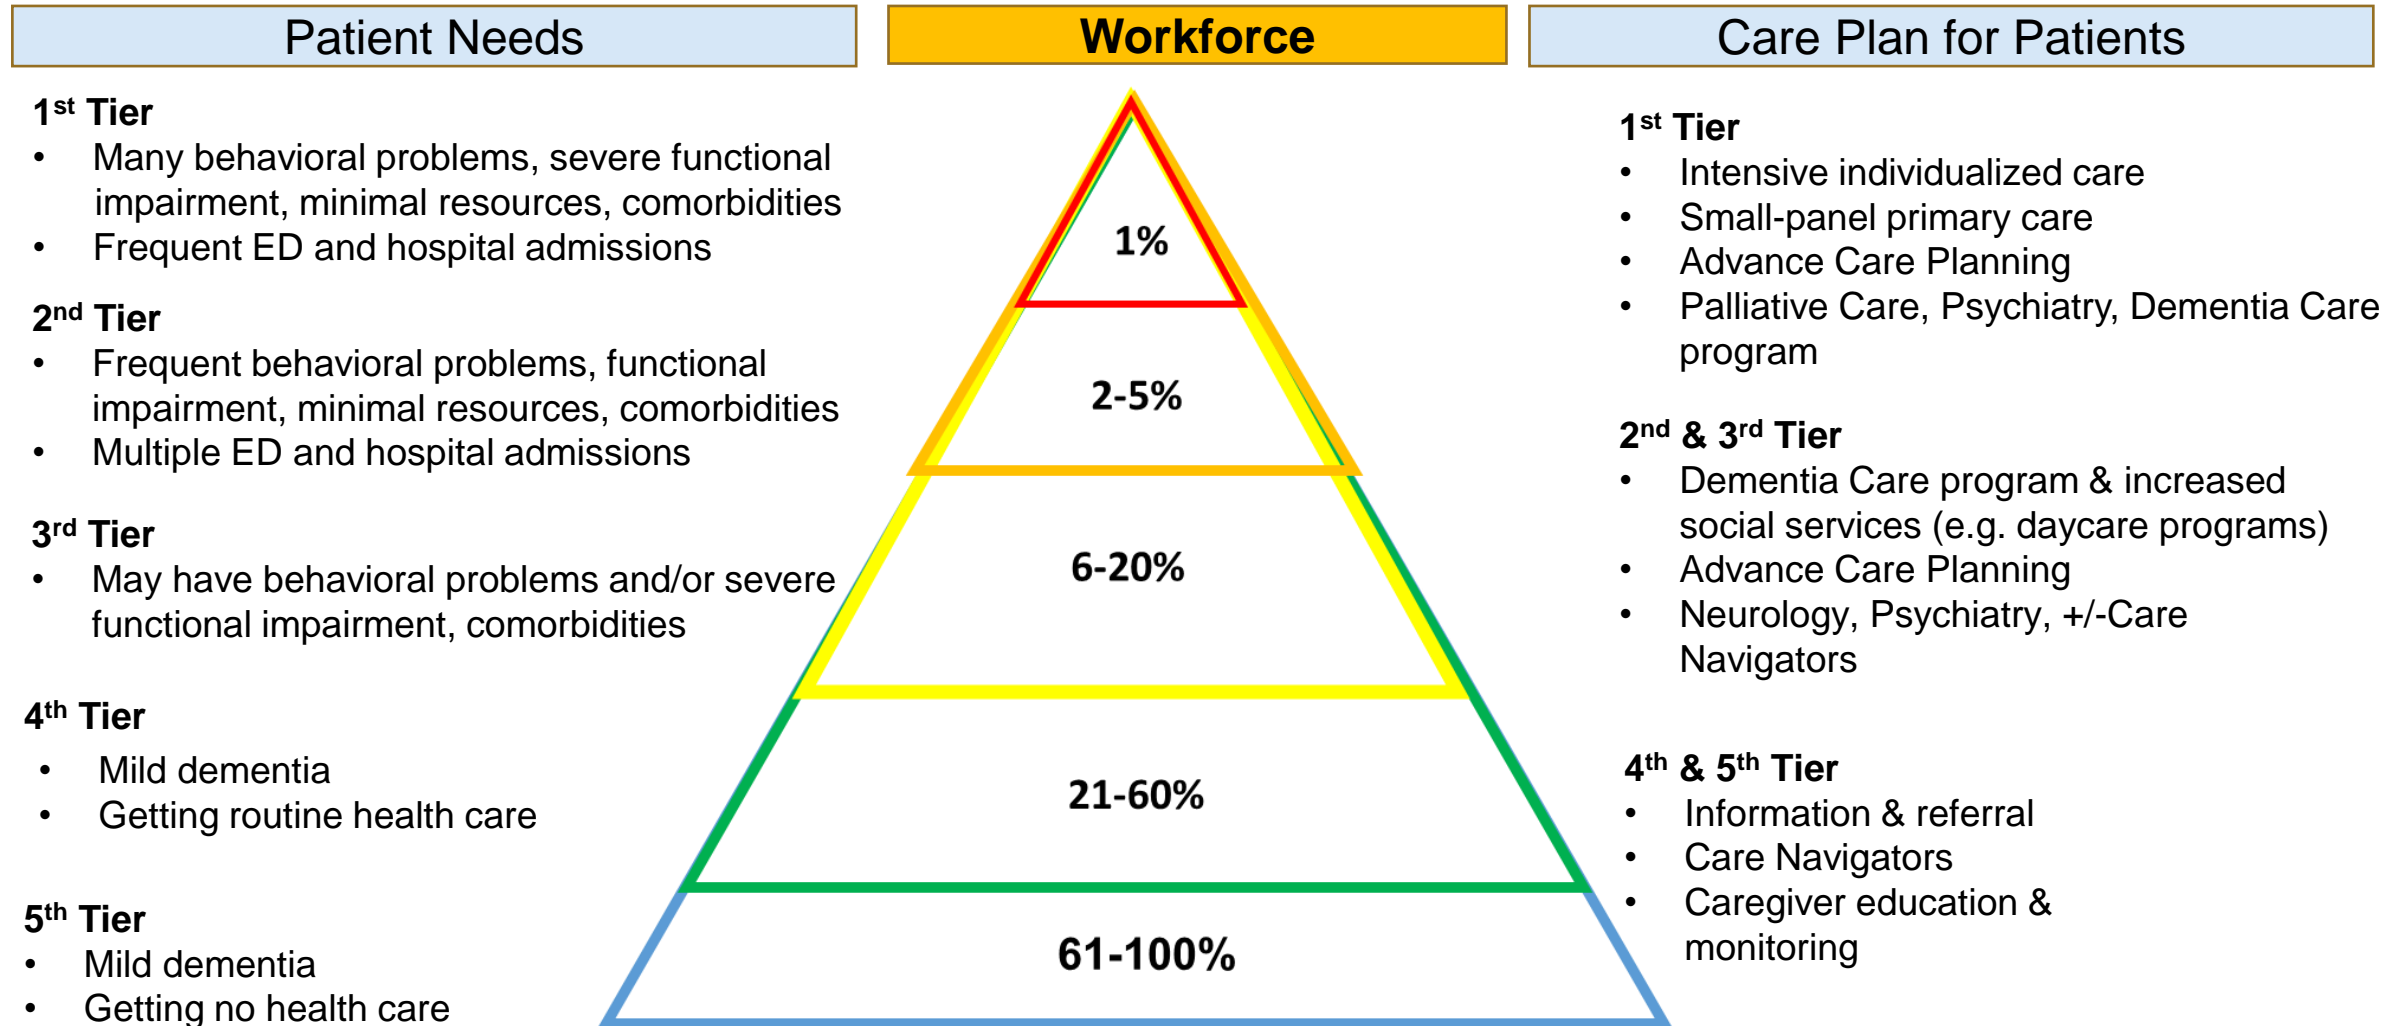 Patient Needs
1st Tier
• Many behavioral problems, severe functional
impairment, minimal resources, comorbidities
• Frequent ED and hospital admissions
2nd Tier
• Frequent behavioral problems, functional
impairment, minimal resources, comorbidities
• Multiple ED and hospital admissions
3rd Tier
• May have behavioral problems and/or severe
functional impairment, comorbidities
4th Tier
• Mild dementia
• Getting routine health care
5th Tier
• Mild dementia
• Getting no health care
Workforce
1%
2-5%
6-20%
21-60%
61-100%
Care Plan for Patients
1st Tier
• Intensive individualized care
• Small-panel primary care
• Advance Care Planning
• Palliative Care, Psychiatry, Dementia Care
program
2nd & 3rd Tier
• Dementia Care program & increased
social services (e.g. daycare programs)
• Advance Care Planning
• Neurology, Psychiatry, +/-Care
Navigators
4th & 5th Tier
• Information & referral
• Care Navigators
• Caregiver education &
monitoring